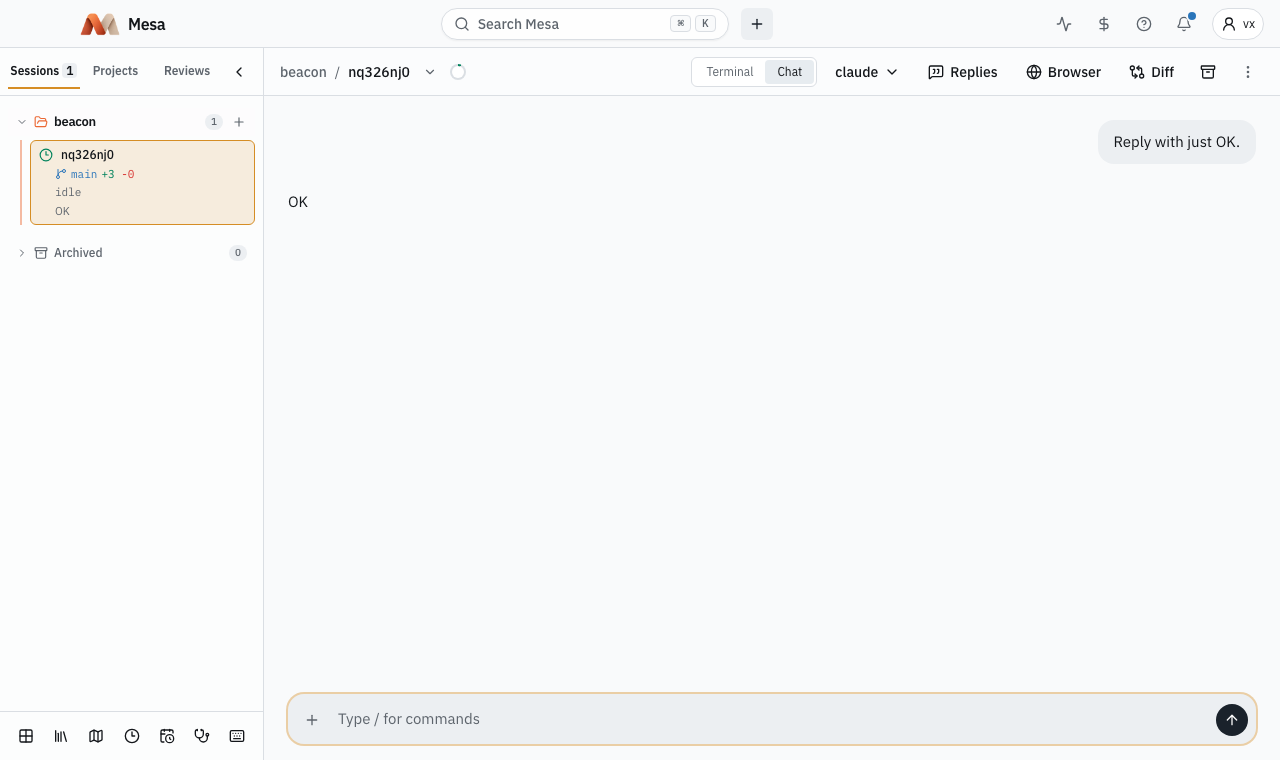 Mesa
Search Mesa
⌘ K
vx
Sessions 1
Projects
Reviews
beacon / nq326nj0
Terminal
Chat
claude
Replies
Browser
Diff
beacon
1
nq326nj0
main +3 -0
idle
OK
Archived
0
Reply with just OK.
OK
Type / for commands